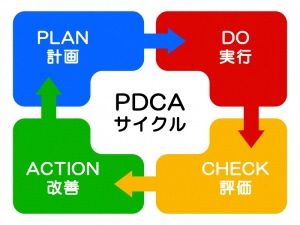 PLAN
計画
DO
実行
PDCA
サイクル
ACTION
改善
CHECK
評価